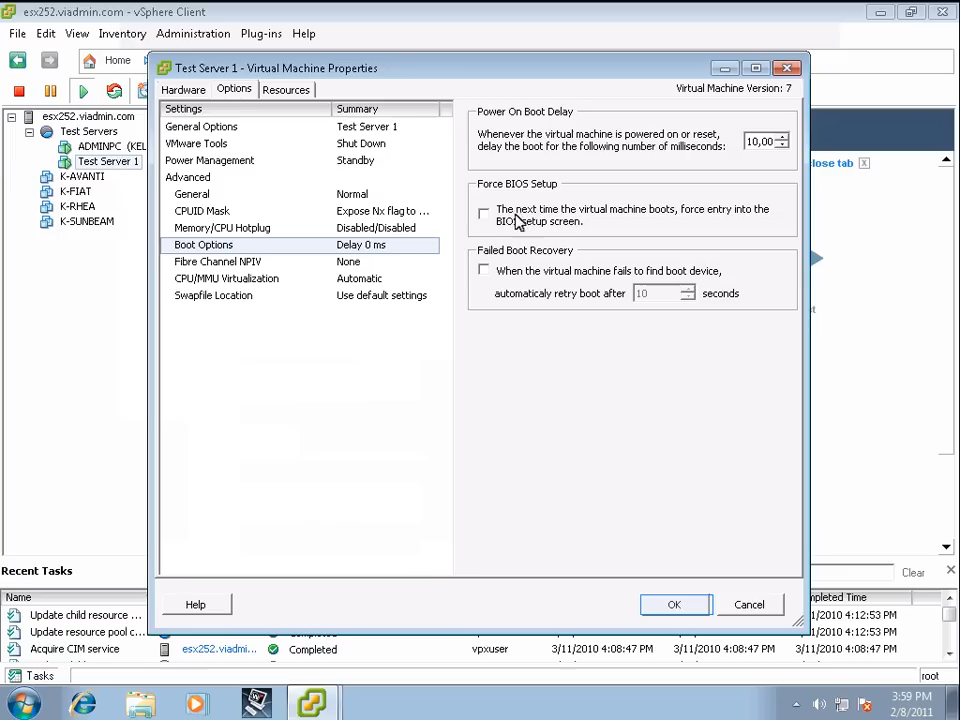 esx252.viadmin.com - vSphere Client
File Edit View Inventory Administration Plug-ins Help
Home
Test Server 1 - Virtual Machine Properties
Hardware Options Resources
Virtual Machine Version: 7
esx252.viadmin.com
Test Servers
ADMINPC (KEL
Test Server 1
K-AVANTI
K-FIAT
K-RHEA
K-SUNBEAM
Settings Summary
General Options Test Server 1
VMware Tools Shut Down
Power Management Standby
Advanced
General Normal
CPUID Mask Expose Nx flag to ...
Memory/CPU Hotplug Disabled/Disabled
Boot Options Delay 0 ms
Fibre Channel NPIV None
CPU/MMU Virtualization Automatic
Swapfile Location Use default settings
Power On Boot Delay
Whenever the virtual machine is powered on or reset,
delay the boot for the following number of milliseconds:
10,00
Force BIOS Setup
The next time the virtual machine boots, force entry into the
BIOS setup screen.
Failed Boot Recovery
When the virtual machine fails to find boot device,
automaticaly retry boot after 10 seconds
lose tab x
Help OK Cancel
Recent Tasks
Clear
Name
mpleted Time
Update child resource ...
/11/2010 4:12:53 PM
Update resource pool c...
/11/2010 4:12:53 PM
Acquire CIM service esx252.viadmi... Completed vpxuser 3/11/2010 4:08:47 PM 3/11/2010 4:08:47 PM 3/11/2010 4:08:47 PM
Tasks
root
3:59 PM
2/8/2011